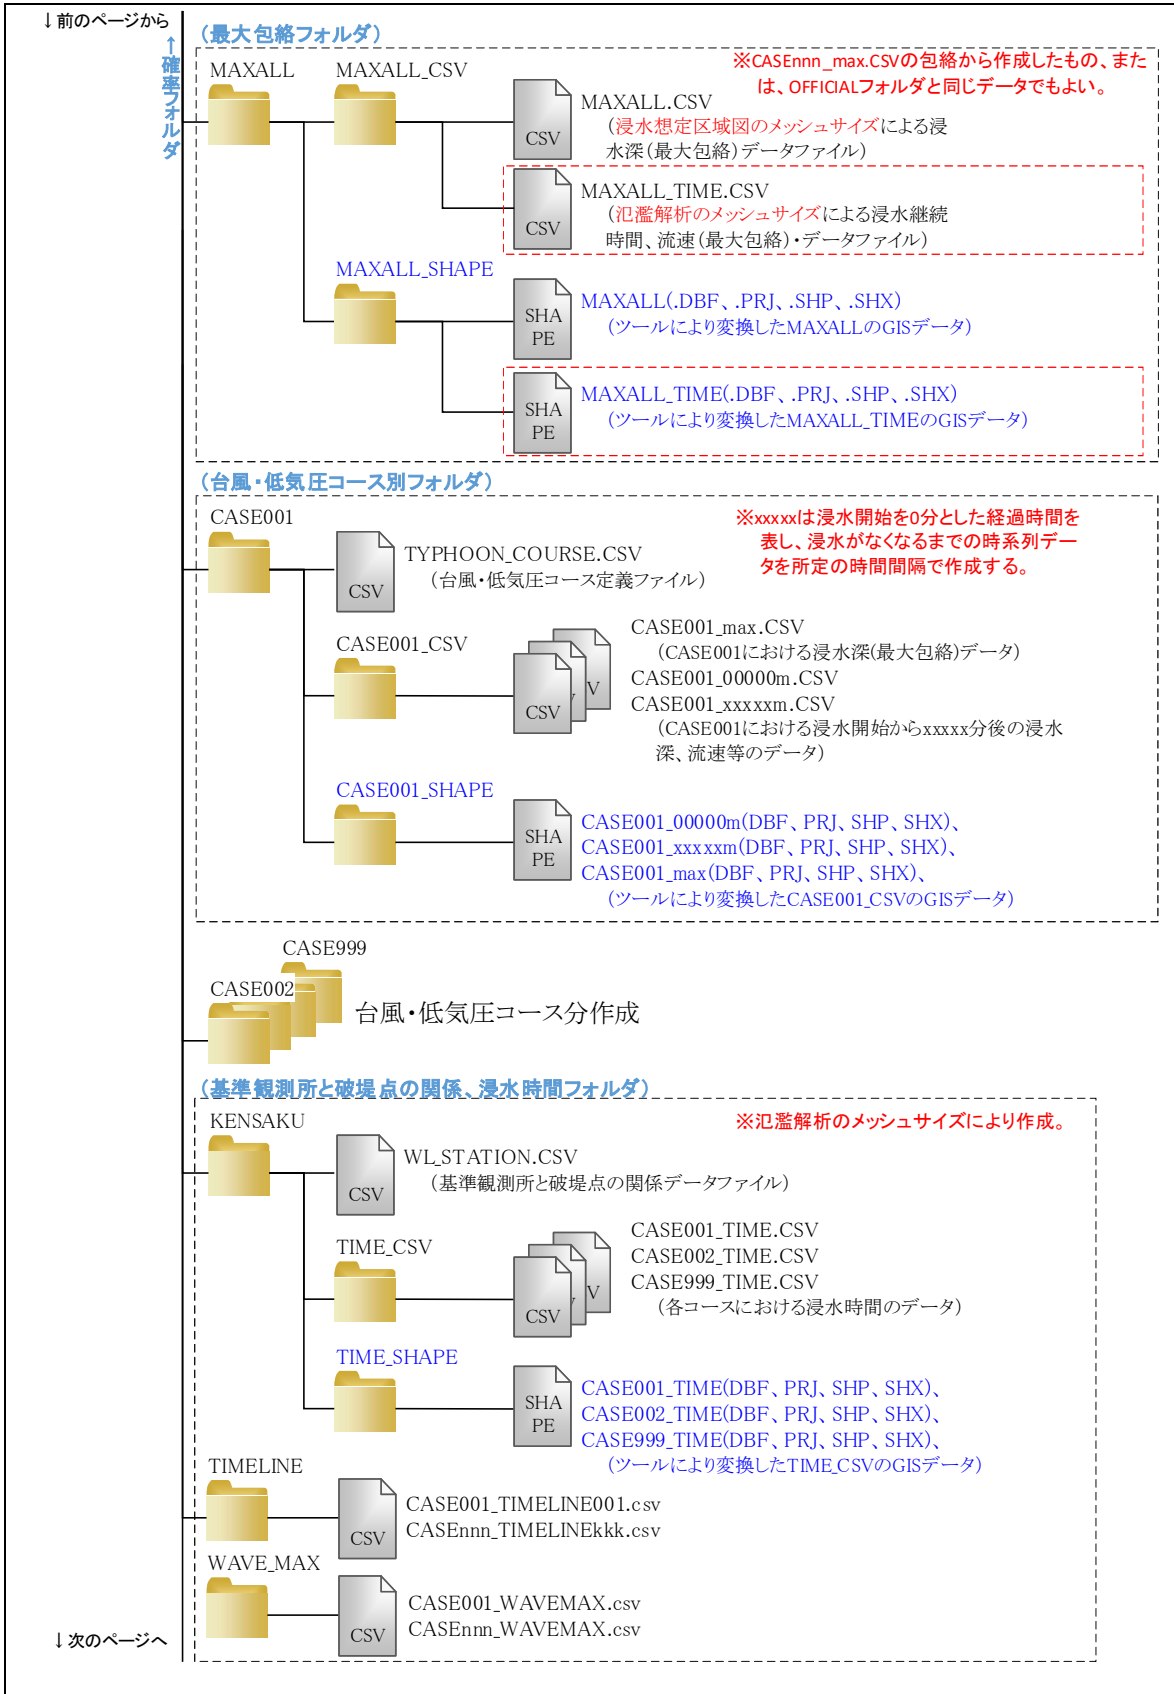 ↓前のページから
↑確率フォルダ
（最大包絡フォルダ）
MAXALL
MAXALL_CSV
※CASEnnn_max.CSVの包絡から作成したもの、また
は、OFFICIALフォルダと同じデータでもよい。
CSV
MAXALL.CSV
（浸水想定区域図のメッシュサイズによる浸
水深（最大包絡）データファイル）
CSV
MAXALL_TIME.CSV
（氾濫解析のメッシュサイズによる浸水継続
時間、流速（最大包絡）・データファイル）
MAXALL_SHAPE
SHA
PE
MAXALL(.DBF、.PRJ、.SHP、.SHX)
（ツールにより変換したMAXALLのGISデータ）
SHA
PE
MAXALL_TIME(.DBF、.PRJ、.SHP、.SHX)
（ツールにより変換したMAXALL_TIMEのGISデータ）
（台風・低気圧コース別フォルダ）
CASE001
※xxxxxは浸水開始を0分とした経過時間を
表し、浸水がなくなるまでの時系列デー
タを所定の時間間隔で作成する。
CSV
TYPHOON_COURSE.CSV
（台風・低気圧コース定義ファイル）
CASE001_CSV
CSV
V
V
CASE001_max.CSV
（CASE001における浸水深(最大包絡)データ）
CASE001_00000m.CSV
CASE001_xxxxxm.CSV
（CASE001における浸水開始からxxxxx分後の浸水
深、流速等のデータ）
CASE001_SHAPE
SHA
PE
CASE001_00000m(DBF、PRJ、SHP、SHX)、
CASE001_xxxxxm(DBF、PRJ、SHP、SHX)、
CASE001_max(DBF、PRJ、SHP、SHX)、
（ツールにより変換したCASE001_CSVのGISデータ）
CASE999
CASE002
台風・低気圧コース分作成
（基準観測所と破堤点の関係、浸水時間フォルダ）
KENSAKU
※氾濫解析のメッシュサイズにより作成。
CSV
WL_STATION.CSV
（基準観測所と破堤点の関係データファイル）
TIME_CSV
CSV
V
V
CASE001_TIME.CSV
CASE002_TIME.CSV
CASE999_TIME.CSV
（各コースにおける浸水時間のデータ）
TIME_SHAPE
SHA
PE
CASE001_TIME(DBF、PRJ、SHP、SHX)、
CASE002_TIME(DBF、PRJ、SHP、SHX)、
CASE999_TIME(DBF、PRJ、SHP、SHX)、
（ツールにより変換したTIME_CSVのGISデータ）
TIMELINE
CSV
CASE001_TIMELINE001.csv
CASEnnn_TIMELINEkkk.csv
WAVE_MAX
CSV
CASE001_WAVEMAX.csv
CASEnnn_WAVEMAX.csv
↓次のページへ